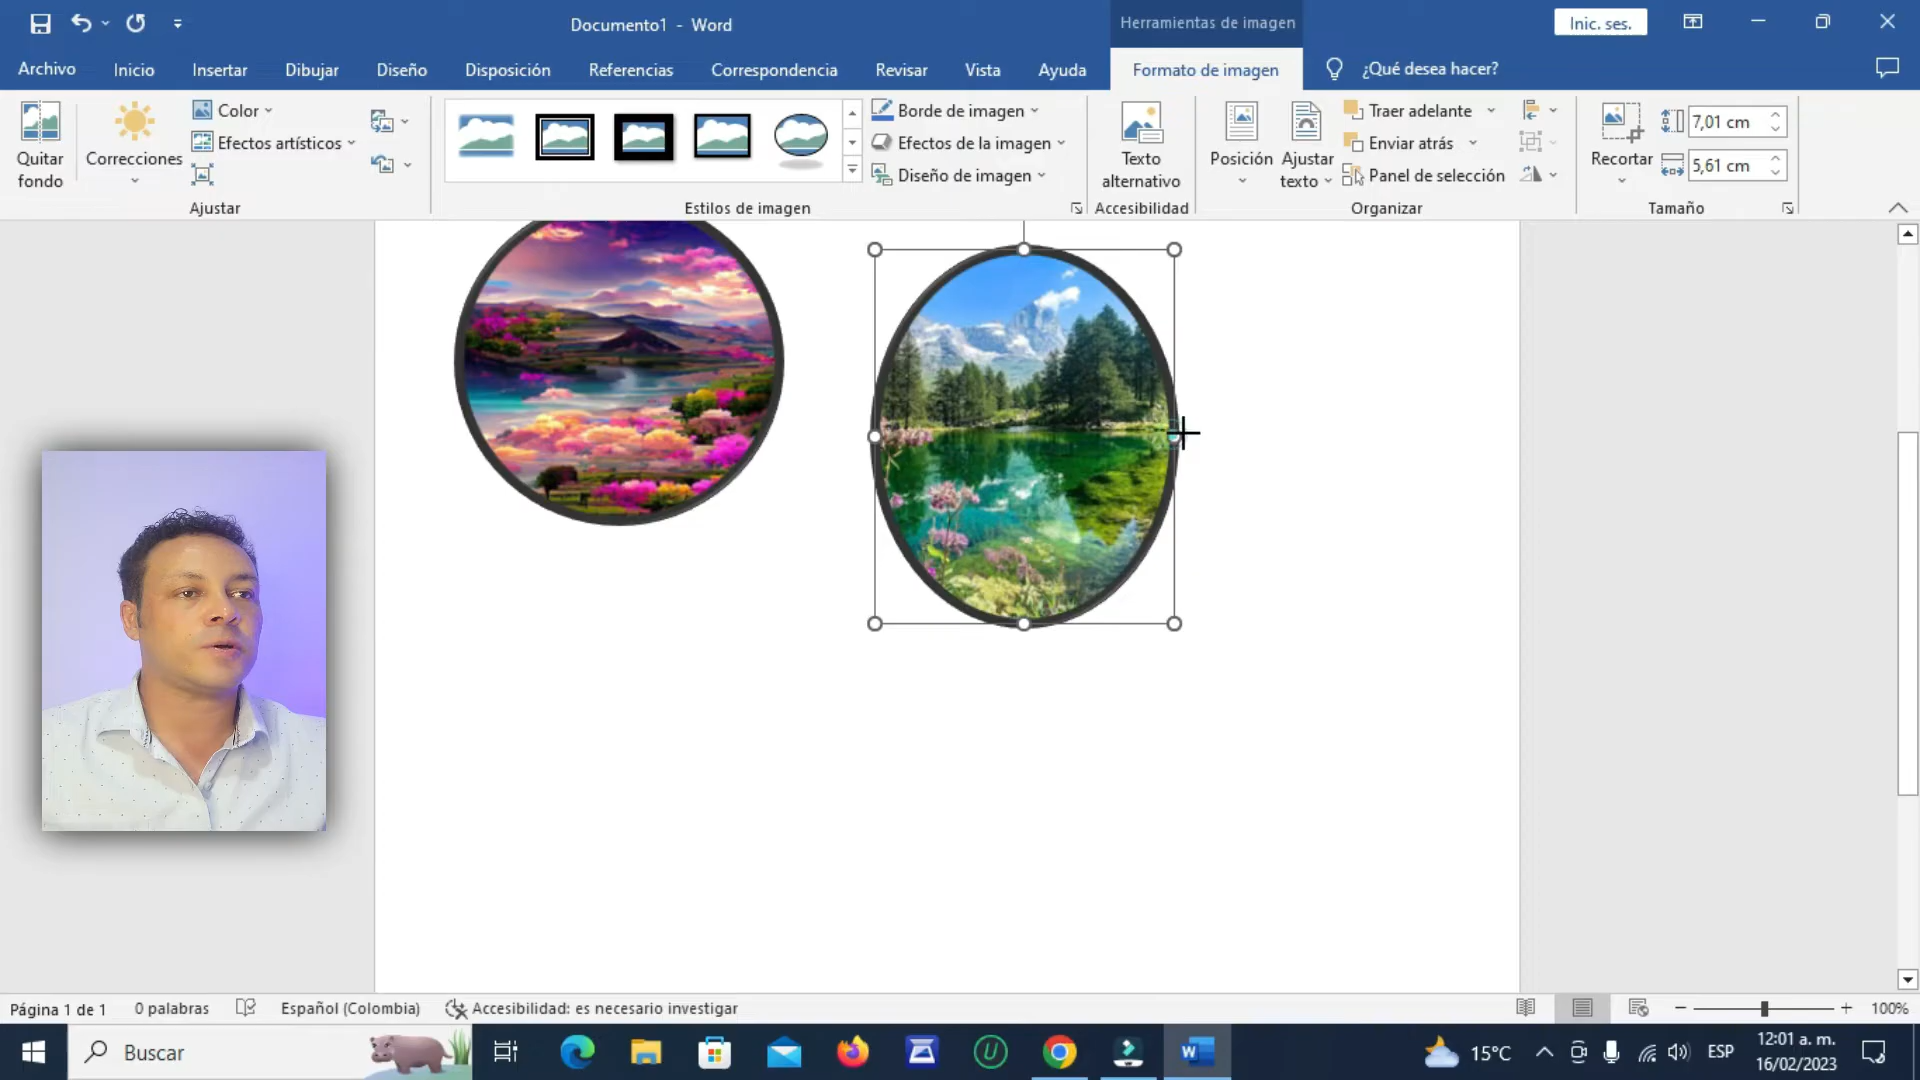 Documento1 - Word
Herramientas de imagen
Inic. ses.
Archivo
Inicio
Insertar
Dibujar
Diseño
Disposición
Referencias
Correspondencia
Revisar
Vista
Ayuda
Formato de imagen
¿Qué desea hacer?
Quitar
fondo
Correcciones
Color
Efectos artísticos
Ajustar
Borde de imagen
Efectos de la imagen
Diseño de imagen
Estilos de imagen
Texto
alternativo
Accesibilidad
Posición
Ajustar
texto
Traer adelante
Enviar atrás
Panel de selección
Organizar
Recortar
7,01 cm
5,61 cm
Tamaño
Página 1 de 1
0 palabras
Español (Colombia)
Accesibilidad: es necesario investigar
100%
Buscar
15°C
ESP
12:01 a. m.
16/02/2023